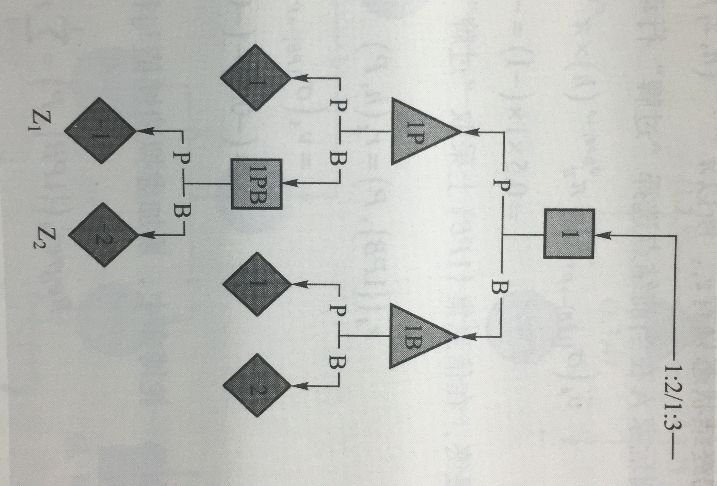 1:2/1:3
1
P B
1P 1B
P B P B
-1 1PB 1 -2
P B
-1 -2
Z₁ Z₂